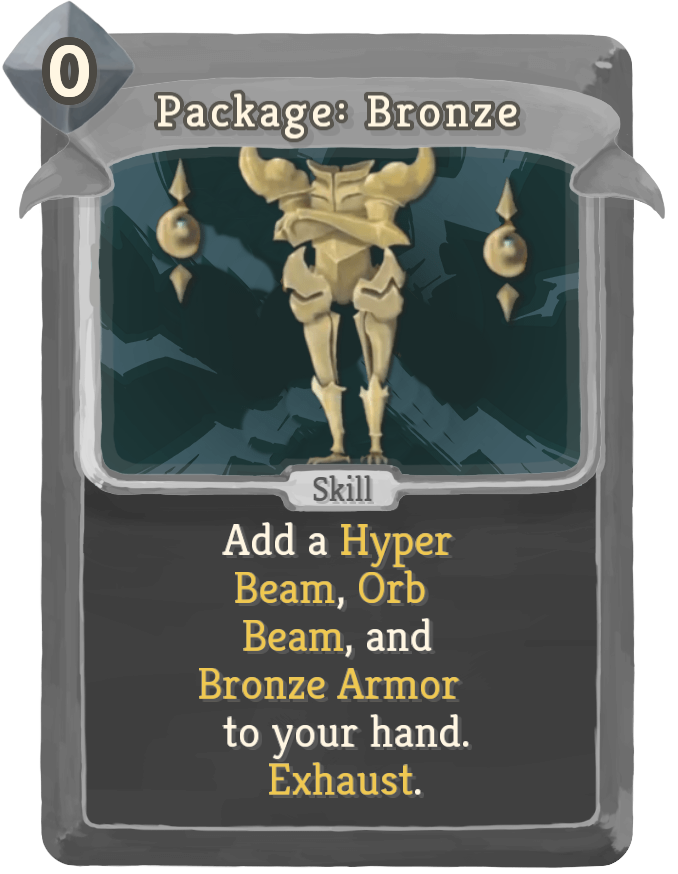 0
Package: Bronze
Skill
Add a Hyper
Beam, Orb
Beam, and
Bronze Armor
to your hand.
Exhaust.